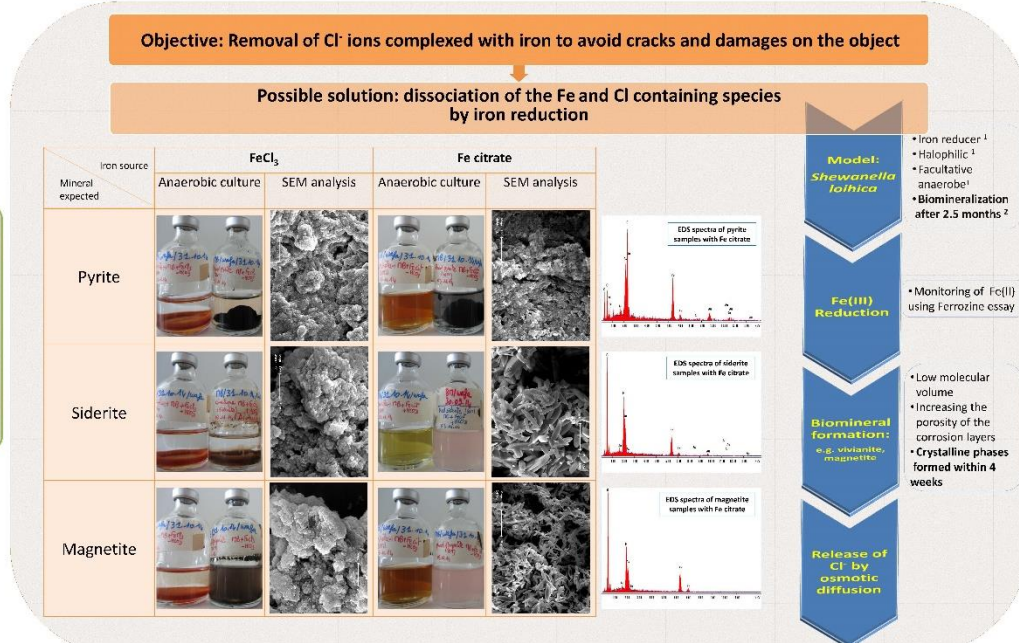 Objective: Removal of Cl⁻ ions complexed with iron to avoid cracks and damages on the object
Possible solution: dissociation of the Fe and Cl containing species
by iron reduction
Iron source
Mineral
expected
FeCl₃
Fe citrate
Anaerobic culture
SEM analysis
Anaerobic culture
SEM analysis
Pyrite
EDS spectra of pyrite
samples with Fe citrate
Siderite
EDS spectra of siderite
samples with Fe citrate
Magnetite
EDS spectra of magnetite
samples with Fe citrate
Model:
Shewanella
loihica
• Iron reducer ¹
• Halophilic ¹
• Facultative
anaerobe¹
• Biomineralization
after 2.5 months ²
Fe(III)
Reduction
• Monitoring of Fe(II)
using Ferrozine essay
Biomineral
formation:
e.g. vivianite,
magnetite
• Low molecular
volume
• Increasing the
porosity of the
corrosion layers
• Crystalline phases
formed within 4
weeks
Release of
Cl⁻ by
osmotic
diffusion